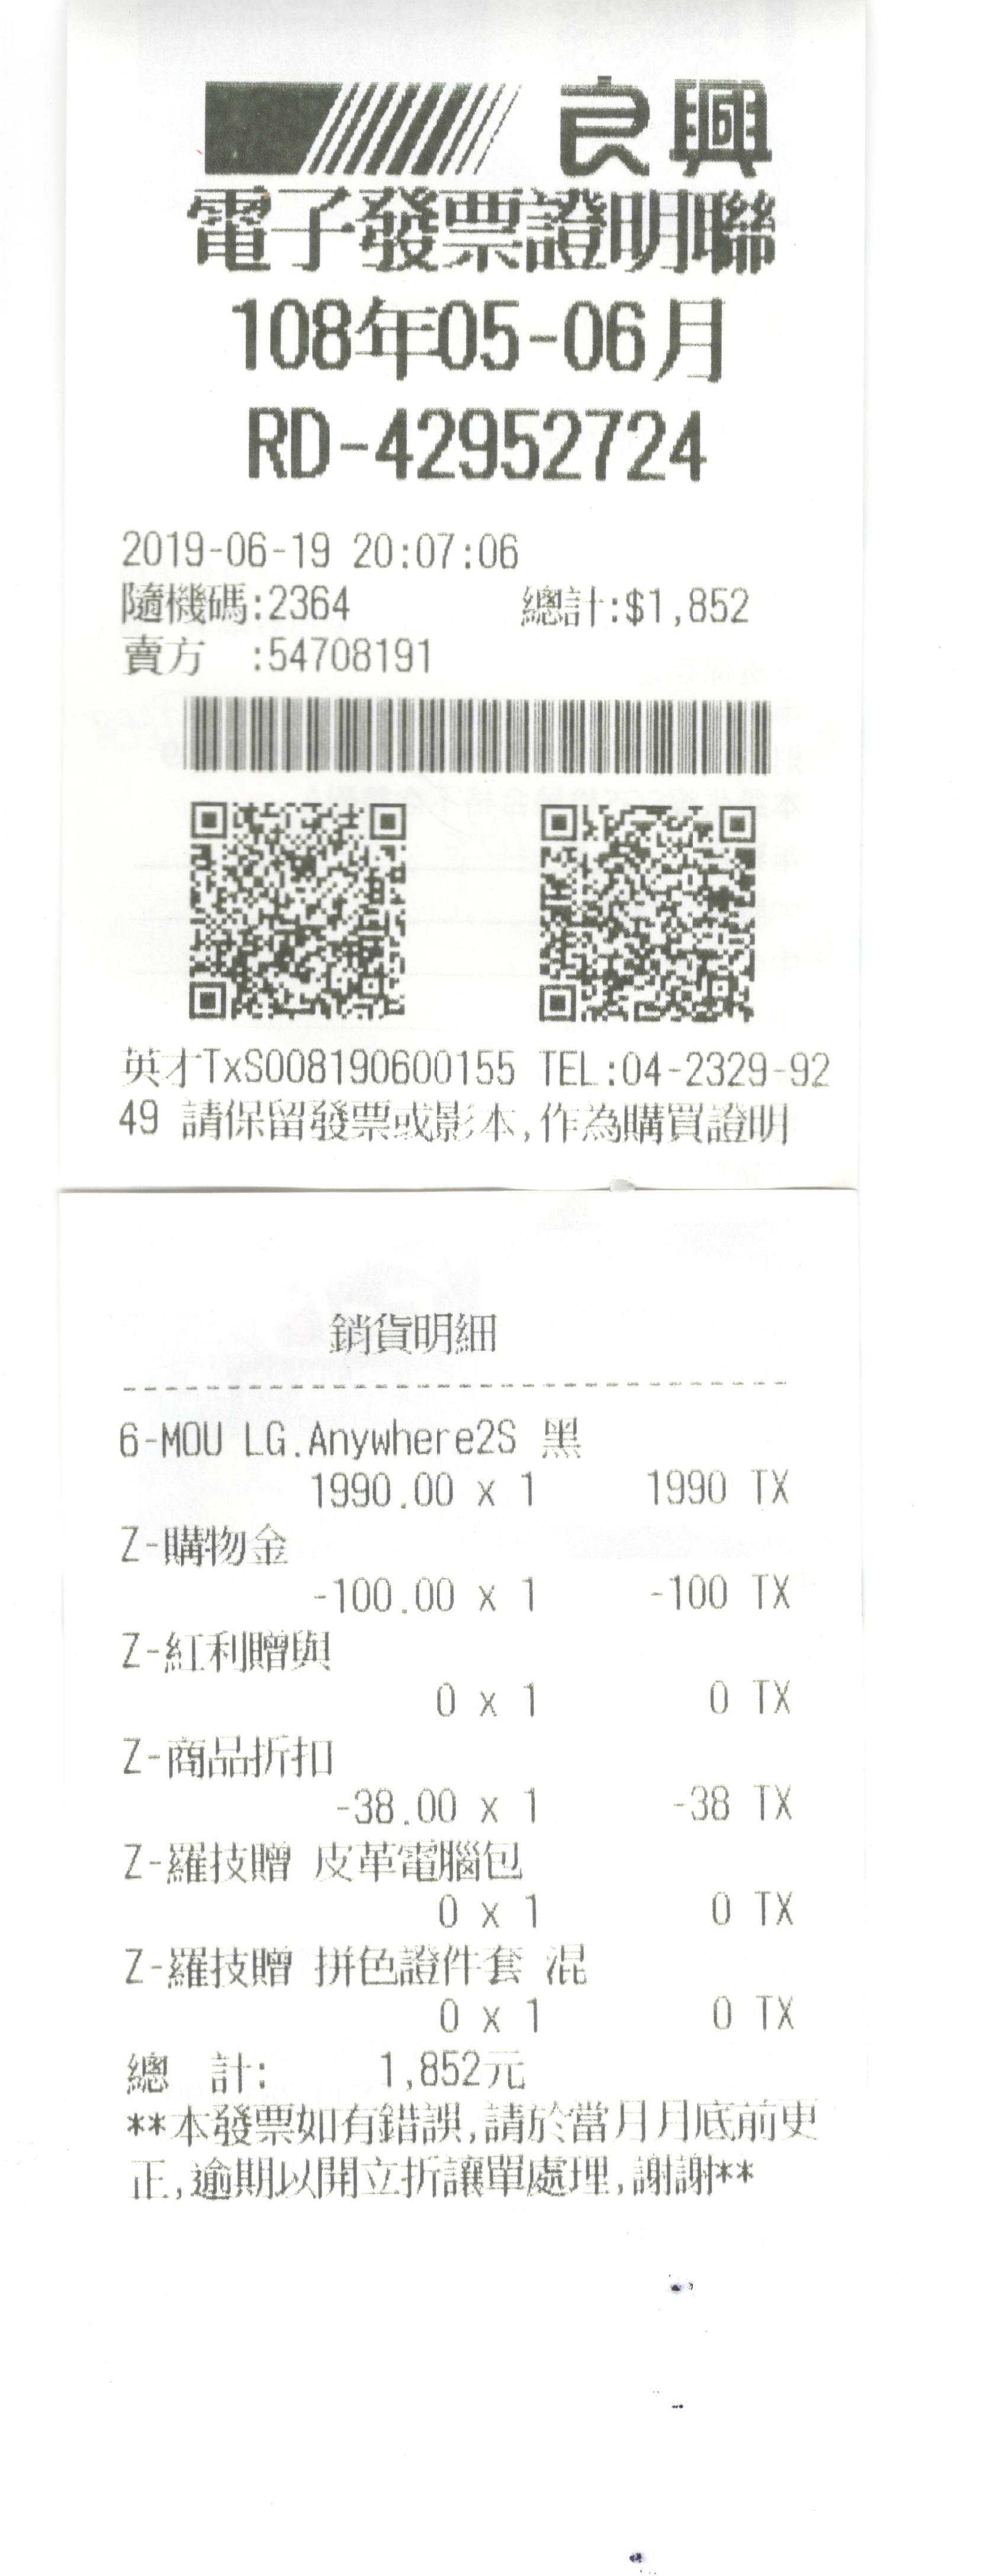 良興
電子發票證明聯
108年05-06月
RD-42952724
2019-06-19 20:07:06
隨機碼:2364 總計:$1,852
賣方 :54708191
英才TxS008190600155 TEL:04-2329-92
49 請保留發票或影本,作為購買證明
銷貨明細
--------------------------------
6-MOU LG.Anywhere2S 黑
1990.00 x 1 1990 TX
Z-購物金
-100.00 x 1 -100 TX
Z-紅利贈與
0 x 1 0 TX
Z-商品折扣
-38.00 x 1 -38 TX
Z-羅技贈 皮革電腦包
0 x 1 0 TX
Z-羅技贈 拼色證件套 混
0 x 1 0 TX
總 計: 1,852元
**本發票如有錯誤,請於當月月底前更
正,逾期以開立折讓單處理,謝謝**